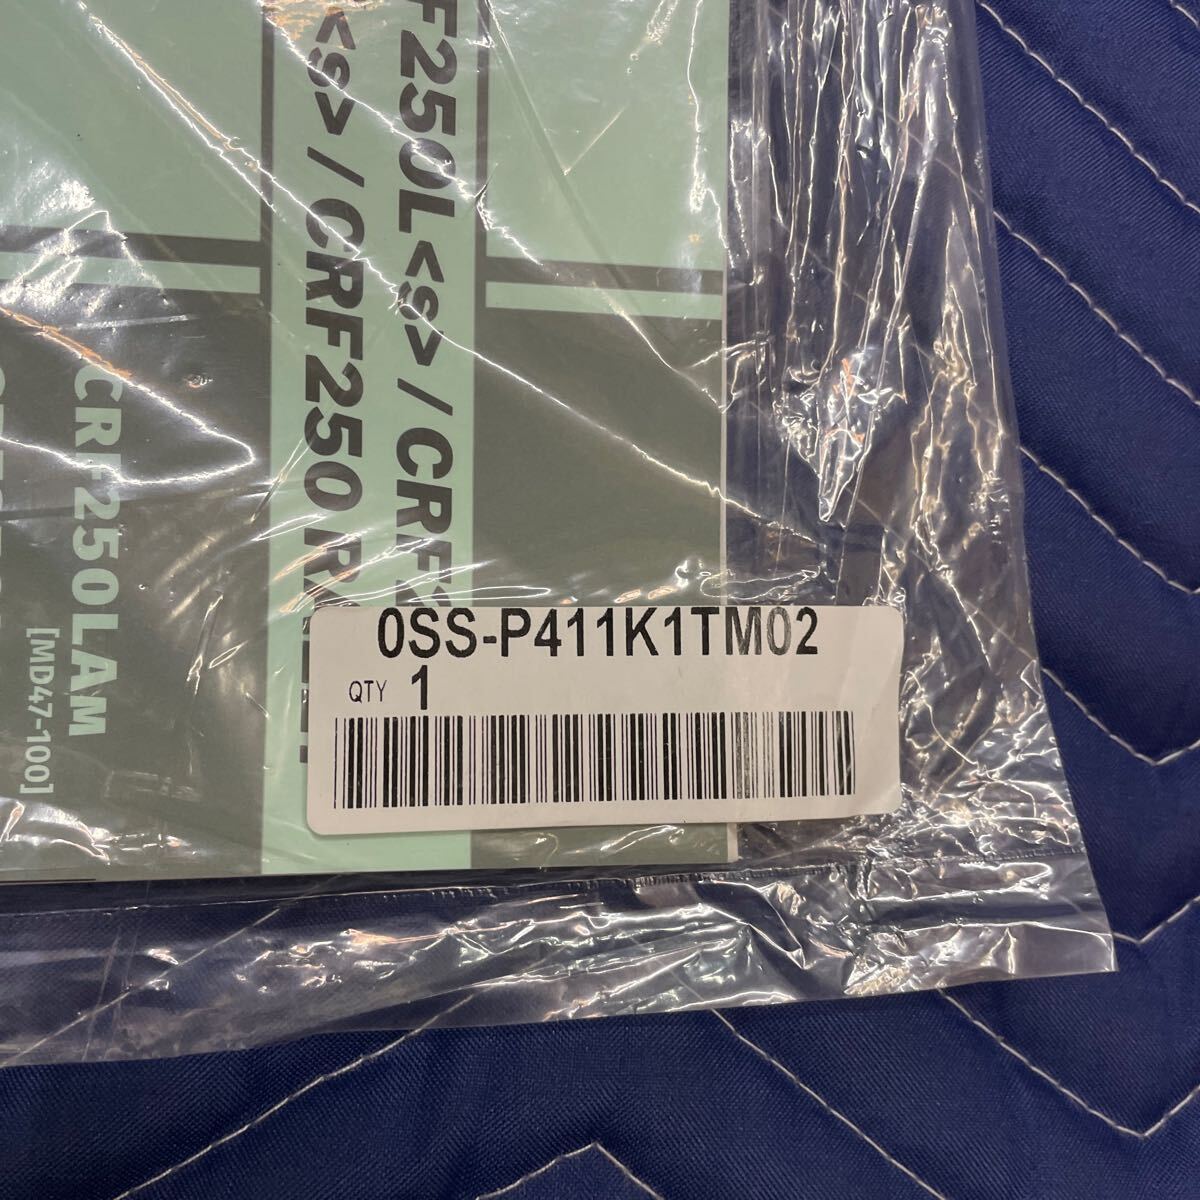 F250L<s> / CRF
<s> / CRF250 R
CRF250LAM
[MD47-100]
0SS-P411K1TM02
QTY 1